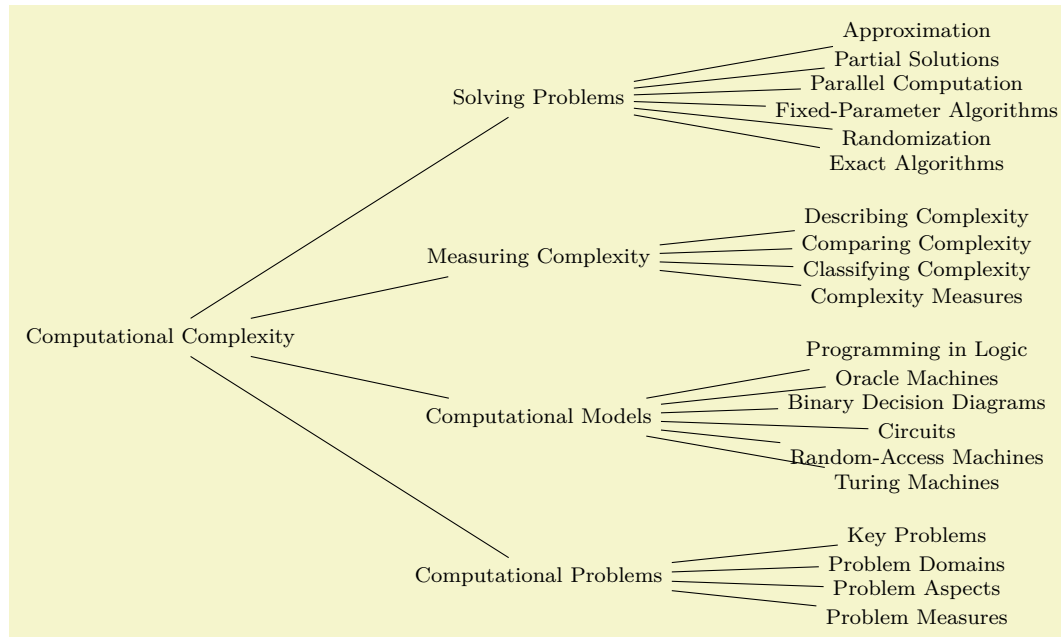 Approximation
Partial Solutions
Parallel Computation
Solving Problems
Fixed-Parameter Algorithms
Randomization
Exact Algorithms
Describing Complexity
Comparing Complexity
Measuring Complexity
Classifying Complexity
Complexity Measures
Computational Complexity
Programming in Logic
Oracle Machines
Binary Decision Diagrams
Computational Models
Circuits
Random-Access Machines
Turing Machines
Key Problems
Problem Domains
Computational Problems
Problem Aspects
Problem Measures